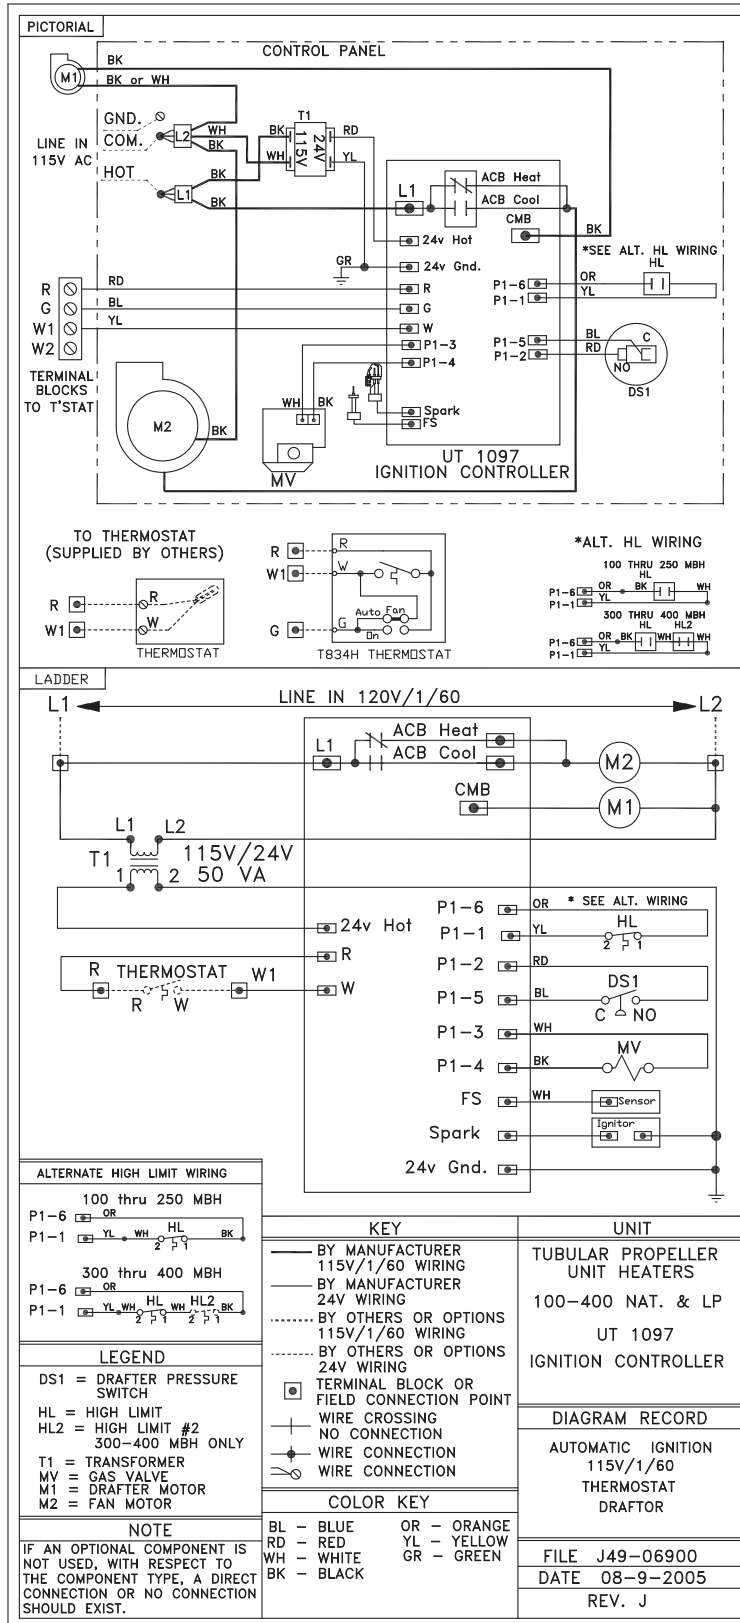 PICTORIAL
CONTROL PANEL
M1
BK
BK or WH
GND.
COM.
LINE IN
115V AC
HOT
L2
WH
BK
L1
BK
BK
T1
BK
WH
115V
24V
RD
YL
L1
ACB Heat
ACB Cool
CMB
BK
24v Hot
GR
24v Gnd.
*SEE ALT. HL WIRING
HL
P1-6
OR
P1-1
YL
R
RD
R
G
BL
G
W1
YL
W
W2
P1-3
P1-4
P1-5
BL
C
P1-2
RD
NO
DS1
TERMINAL
BLOCKS
TO T'STAT
M2
BK
WH
BK
MV
Spark
FS
UT 1097
IGNITION CONTROLLER
TO THERMOSTAT
(SUPPLIED BY OTHERS)
R
R
W1
W
THERMOSTAT
R
R
W1
W
Auto
Fan
G
G
On
T834H THERMOSTAT
*ALT. HL WIRING
100 THRU 250 MBH
HL
P1-6
OR
BK
WH
P1-1
YL
300 THRU 400 MBH
HL
HL2
P1-6
OR
BK
WH
WH
P1-1
YL
LADDER
L1
LINE IN 120V/1/60
L2
L1
ACB Heat
ACB Cool
M2
CMB
M1
L1
L2
T1
115V/24V
1
2
50 VA
24v Hot
P1-6
OR
* SEE ALT. WIRING
P1-1
YL
HL
2
1
R
P1-2
RD
R
THERMOSTAT
W1
R
W
W
P1-5
BL
DS1
C
NO
P1-3
WH
P1-4
BK
MV
FS
WH
Sensor
Spark
Ignitor
24v Gnd.
ALTERNATE HIGH LIMIT WIRING
100 thru 250 MBH
P1-6
OR
P1-1
YL
WH
HL
2
1
BK
300 thru 400 MBH
P1-6
OR
P1-1
YL
WH
HL
2
1
WH
HL2
2
1
BK
LEGEND
DS1 = DRAFTER PRESSURE
SWITCH
HL = HIGH LIMIT
HL2 = HIGH LIMIT #2
300-400 MBH ONLY
T1 = TRANSFORMER
MV = GAS VALVE
M1 = DRAFTER MOTOR
M2 = FAN MOTOR
NOTE
IF AN OPTIONAL COMPONENT IS
NOT USED, WITH RESPECT TO
THE COMPONENT TYPE, A DIRECT
CONNECTION OR NO CONNECTION
SHOULD EXIST.
KEY
BY MANUFACTURER
115V/1/60 WIRING
BY MANUFACTURER
24V WIRING
BY OTHERS OR OPTIONS
115V/1/60 WIRING
BY OTHERS OR OPTIONS
24V WIRING
TERMINAL BLOCK OR
FIELD CONNECTION POINT
WIRE CROSSING
NO CONNECTION
WIRE CONNECTION
WIRE CONNECTION
COLOR KEY
BL - BLUE
OR - ORANGE
RD - RED
YL - YELLOW
WH - WHITE
GR - GREEN
BK - BLACK
UNIT
TUBULAR PROPELLER
UNIT HEATERS
100-400 NAT. & LP
UT 1097
IGNITION CONTROLLER
DIAGRAM RECORD
AUTOMATIC IGNITION
115V/1/60
THERMOSTAT
DRAFTOR
FILE J49-06900
DATE 08-9-2005
REV. J